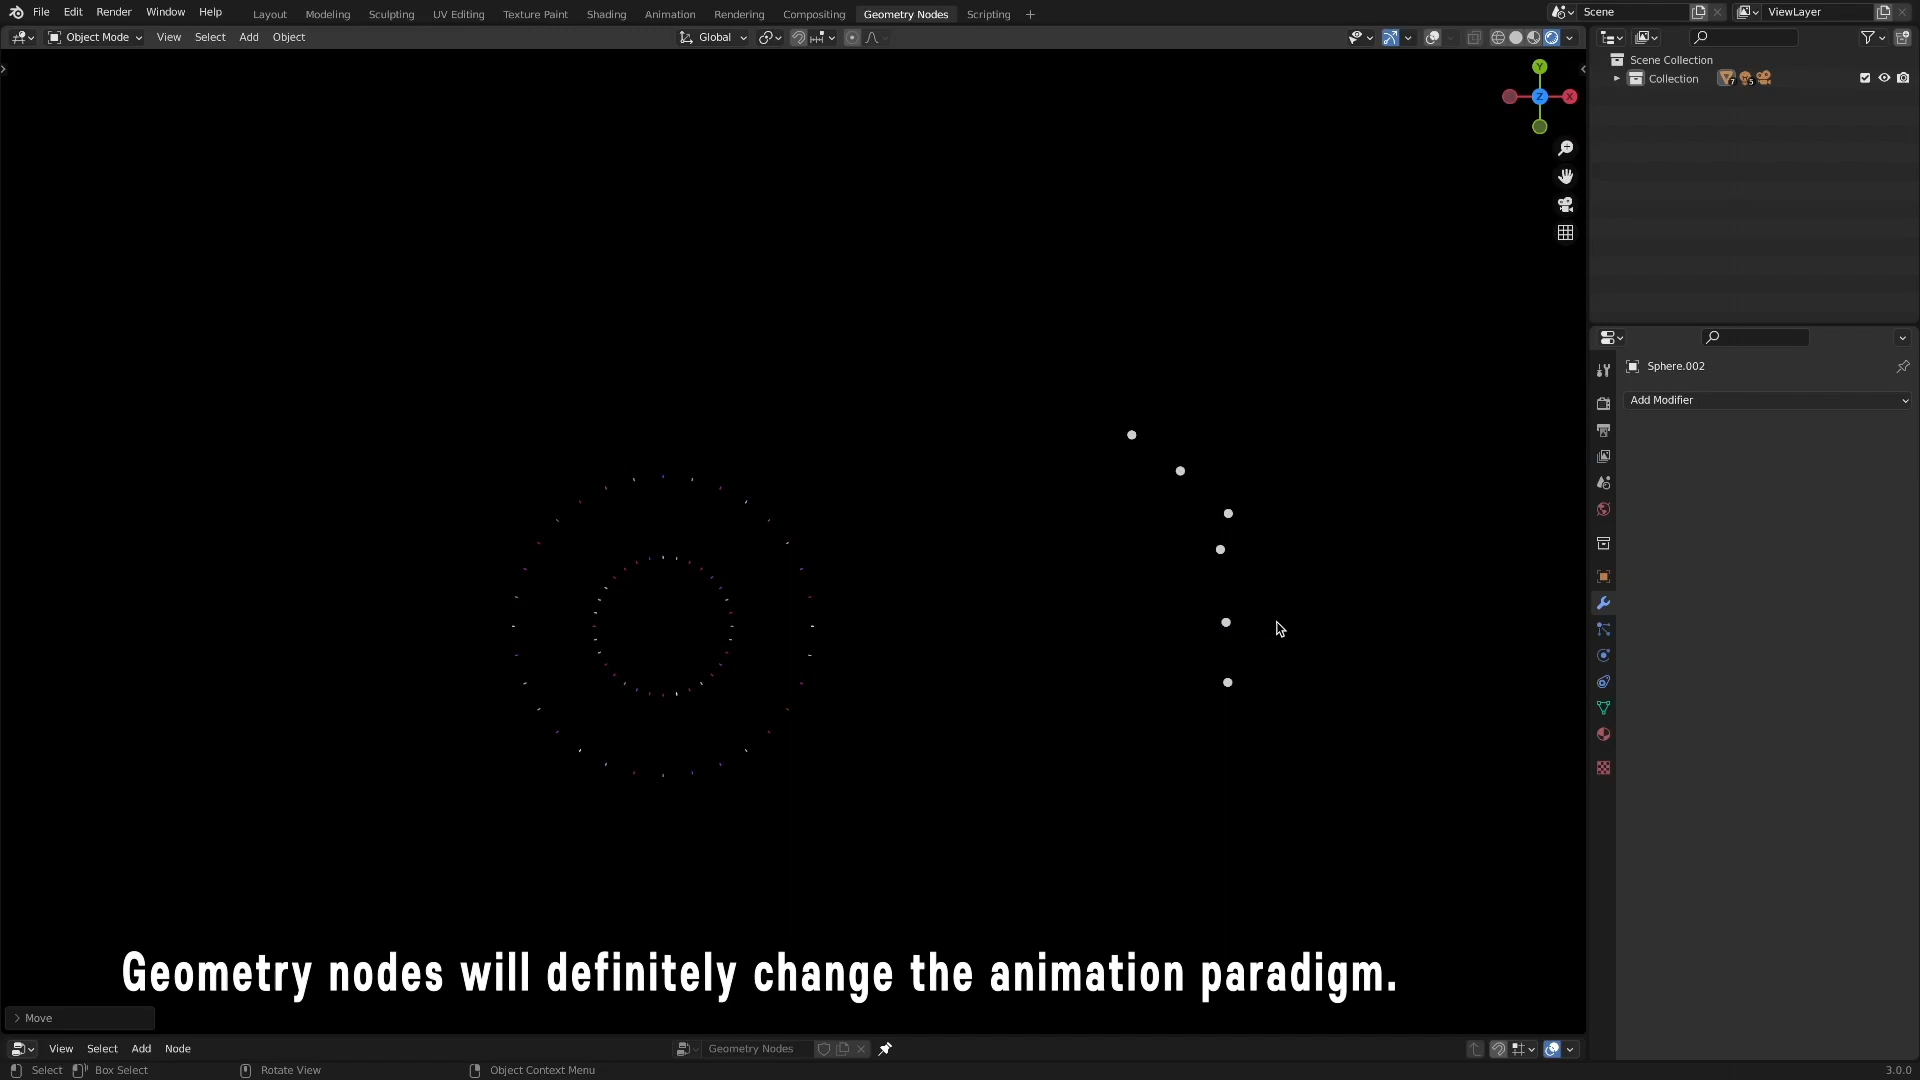 File Edit Render Window Help Layout Modeling Sculpting UV Editing Texture Paint Shading Animation Rendering Compositing Geometry Nodes Scripting + Scene ViewLayer
Object Mode View Select Add Object Global
Scene Collection
Collection 7 5
Y
Z X
Sphere.002
Add Modifier
Geometry nodes will definitely change the animation paradigm.
Move
View Select Add Node Geometry Nodes
Select Box Select Rotate View Object Context Menu 3.0.0